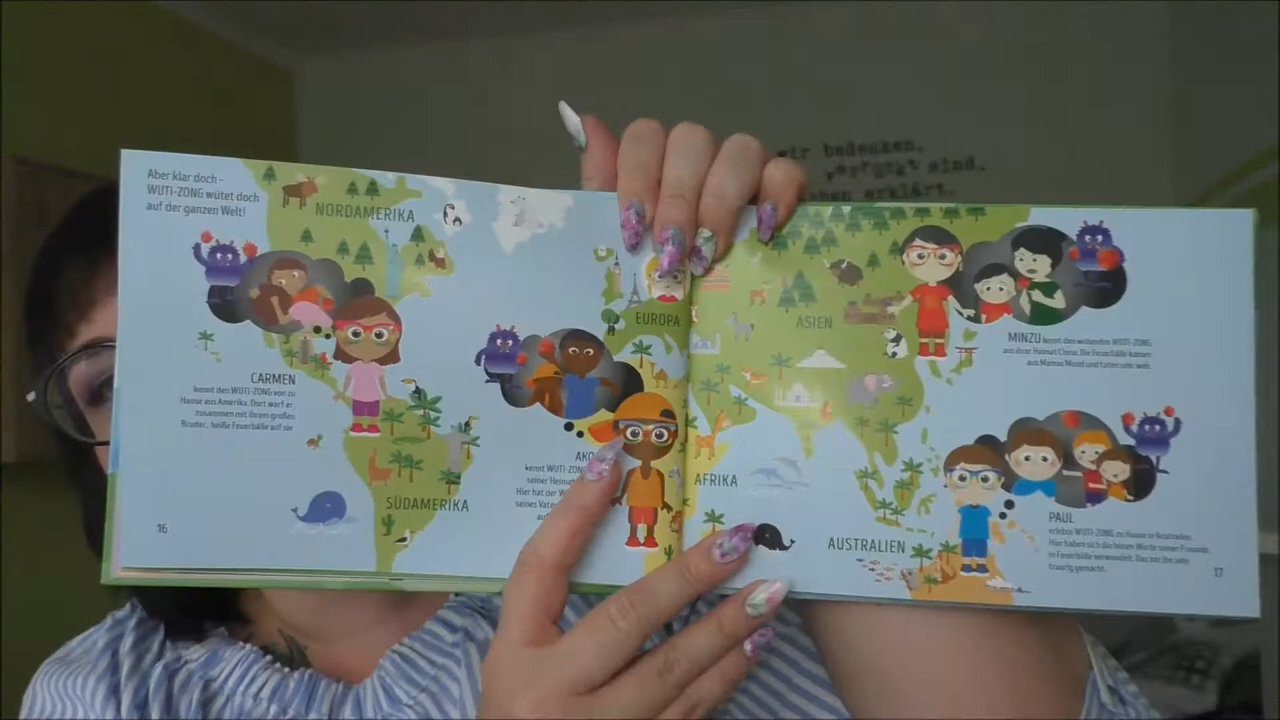 wir bedenken,
sind.
erklärt.
Aber klar doch –
WUTI-ZONG wütet doch
auf der ganzen Welt!
NORDAMERIKA
EUROPA
ASIEN
MINZU kennt den wütenden WUTI-ZONG
aus ihrer Heimat China. Die Feuerbälle kamen
aus Mamas Mund und taten sehr weh.
CARMEN
kennt den WUTI-ZONG von zu
Hause aus Amerika. Dort warf er,
zusammen mit ihrem großen
Bruder, heiße Feuerbälle auf sie
AKO
kennt WUTI-ZONG
seiner Heimat
Hier hat der W
seines Vate
AFRIKA
SÜDAMERIKA
AUSTRALIEN
PAUL
erlebte WUTI-ZONG zu Hause in Australien.
Hier haben sich die bösen Worte seiner Freunde
in Feuerbälle verwandelt. Das hat ihn sehr
traurig gemacht.
16
17